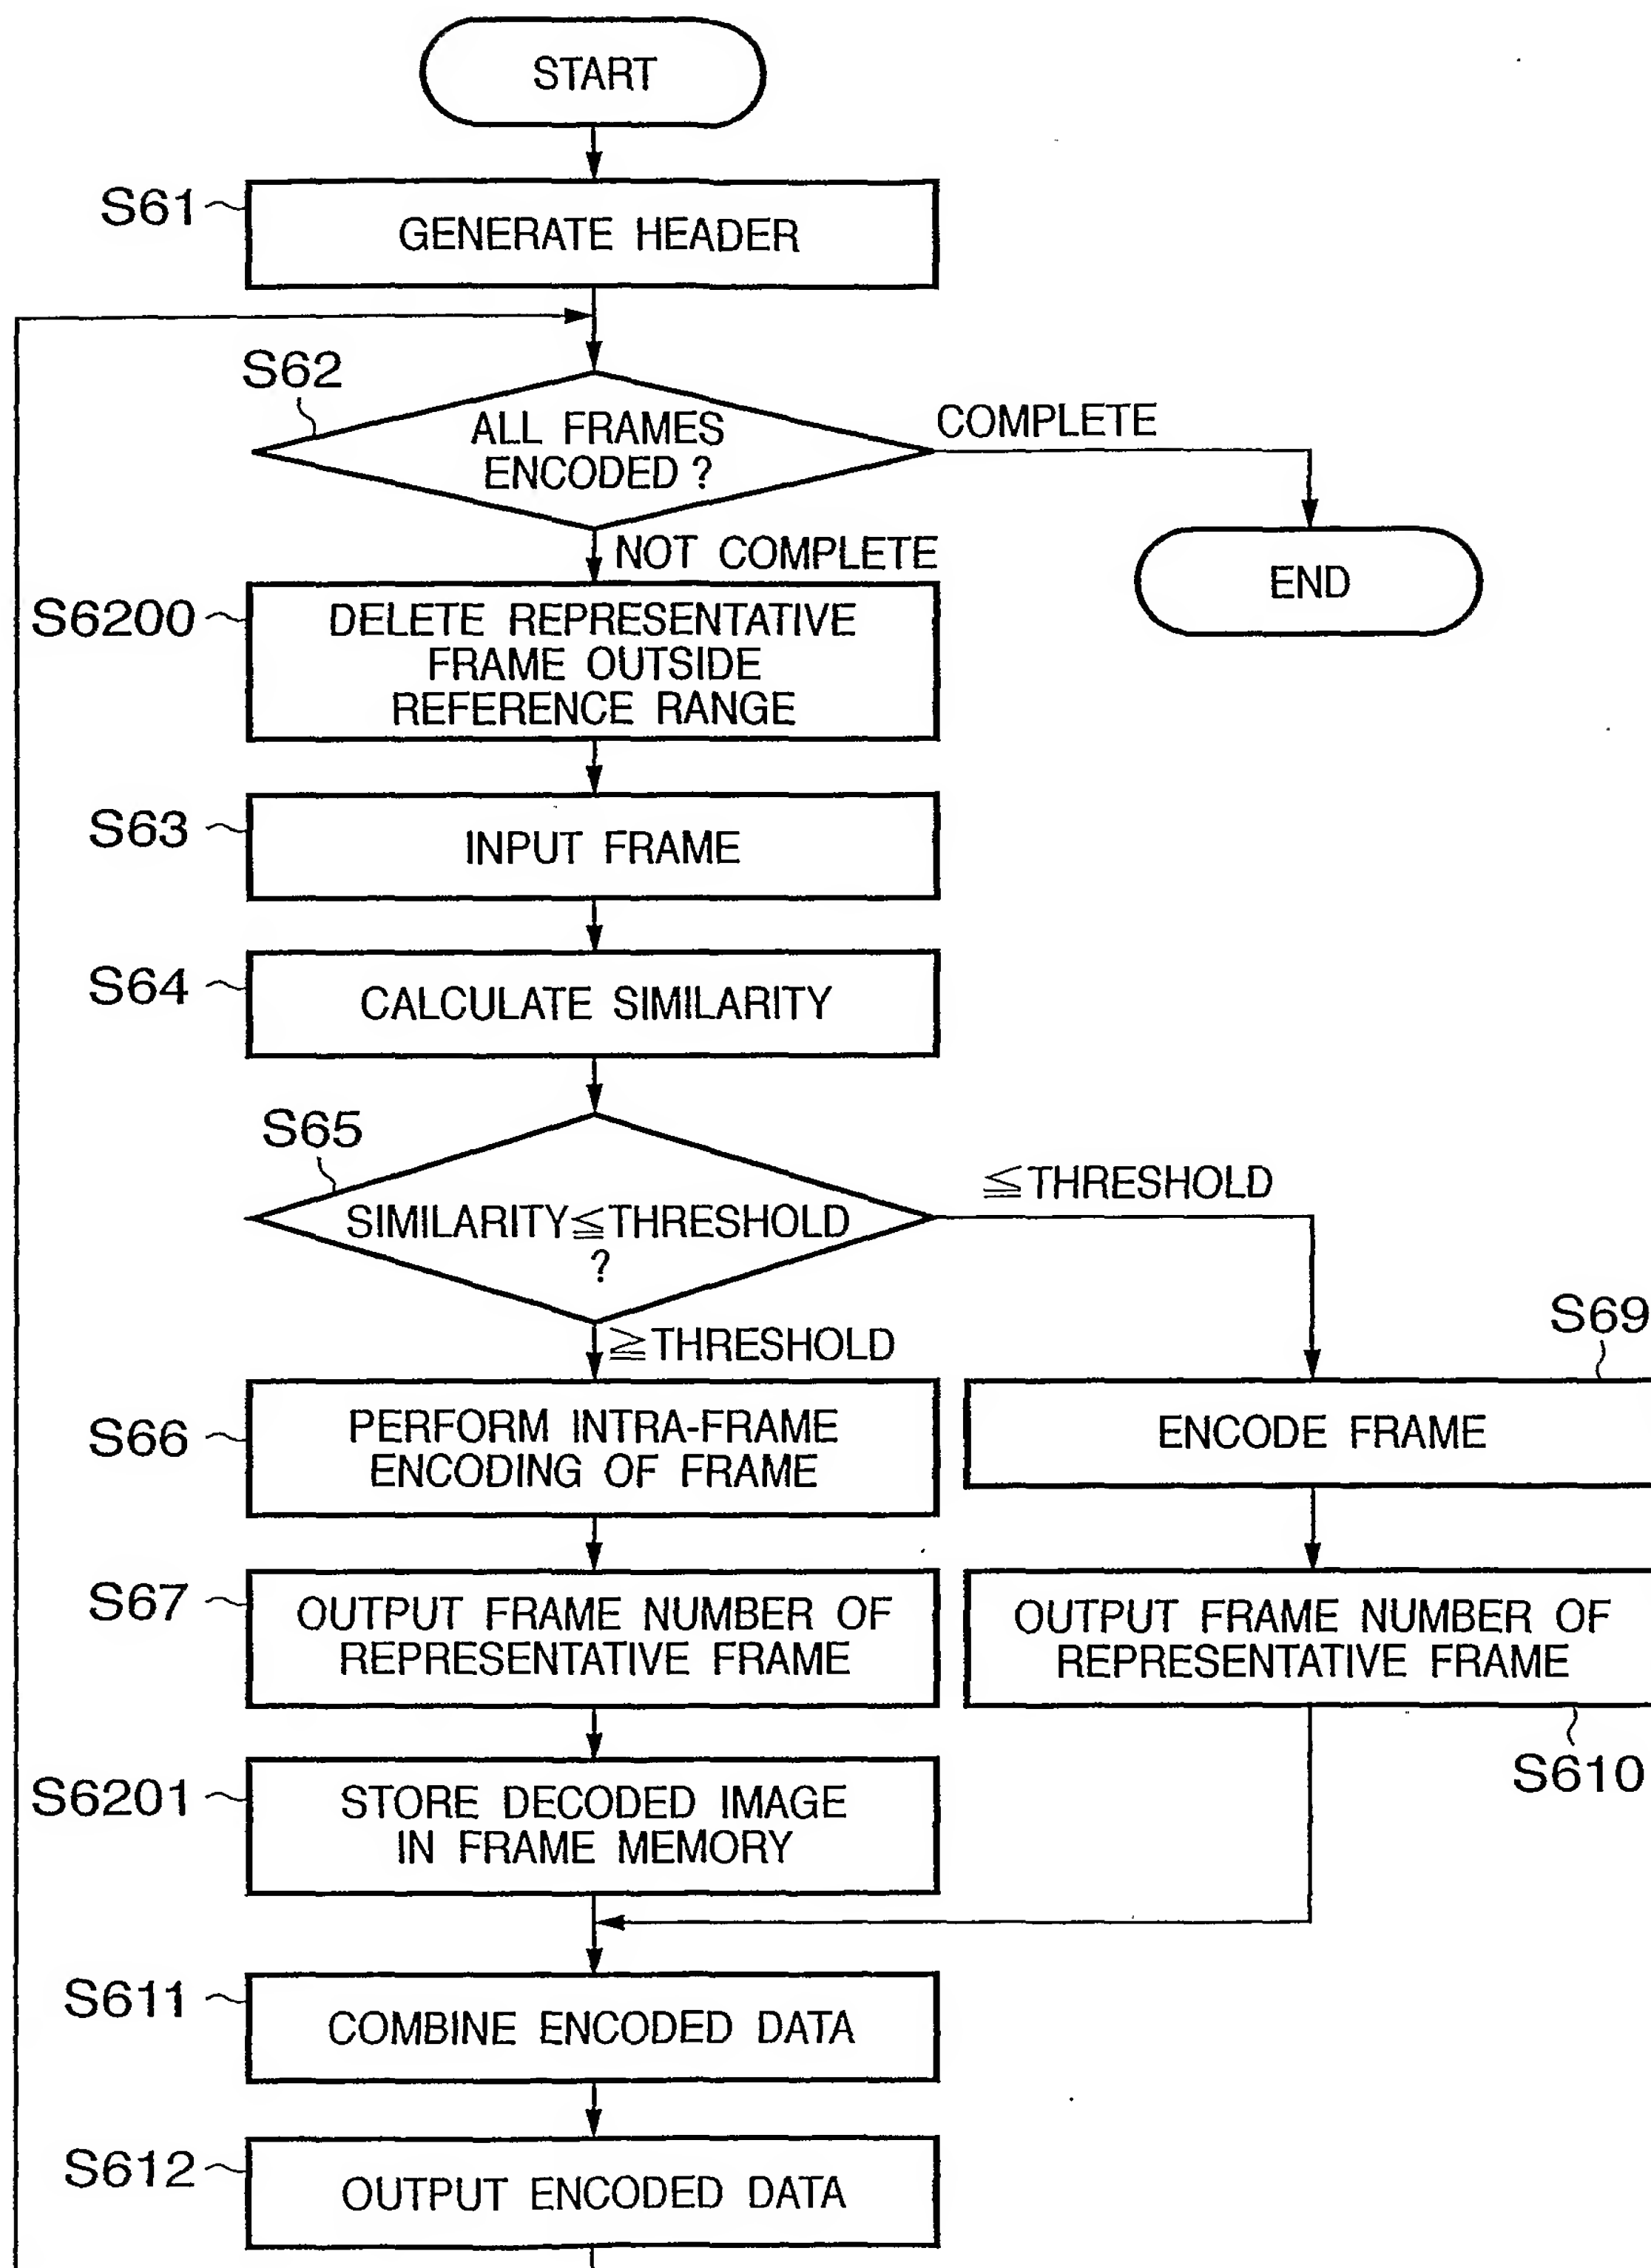 START
S61
GENERATE HEADER
S62
ALL FRAMES
ENCODED ?
COMPLETE
NOT COMPLETE
END
S6200
DELETE REPRESENTATIVE
FRAME OUTSIDE
REFERENCE RANGE
S63
INPUT FRAME
S64
CALCULATE SIMILARITY
S65
SIMILARITY≦THRESHOLD
?
≦THRESHOLD
≧THRESHOLD
S69
S66
PERFORM INTRA-FRAME
ENCODING OF FRAME
ENCODE FRAME
S67
OUTPUT FRAME NUMBER OF
REPRESENTATIVE FRAME
OUTPUT FRAME NUMBER OF
REPRESENTATIVE FRAME
S610
S6201
STORE DECODED IMAGE
IN FRAME MEMORY
S611
COMBINE ENCODED DATA
S612
OUTPUT ENCODED DATA